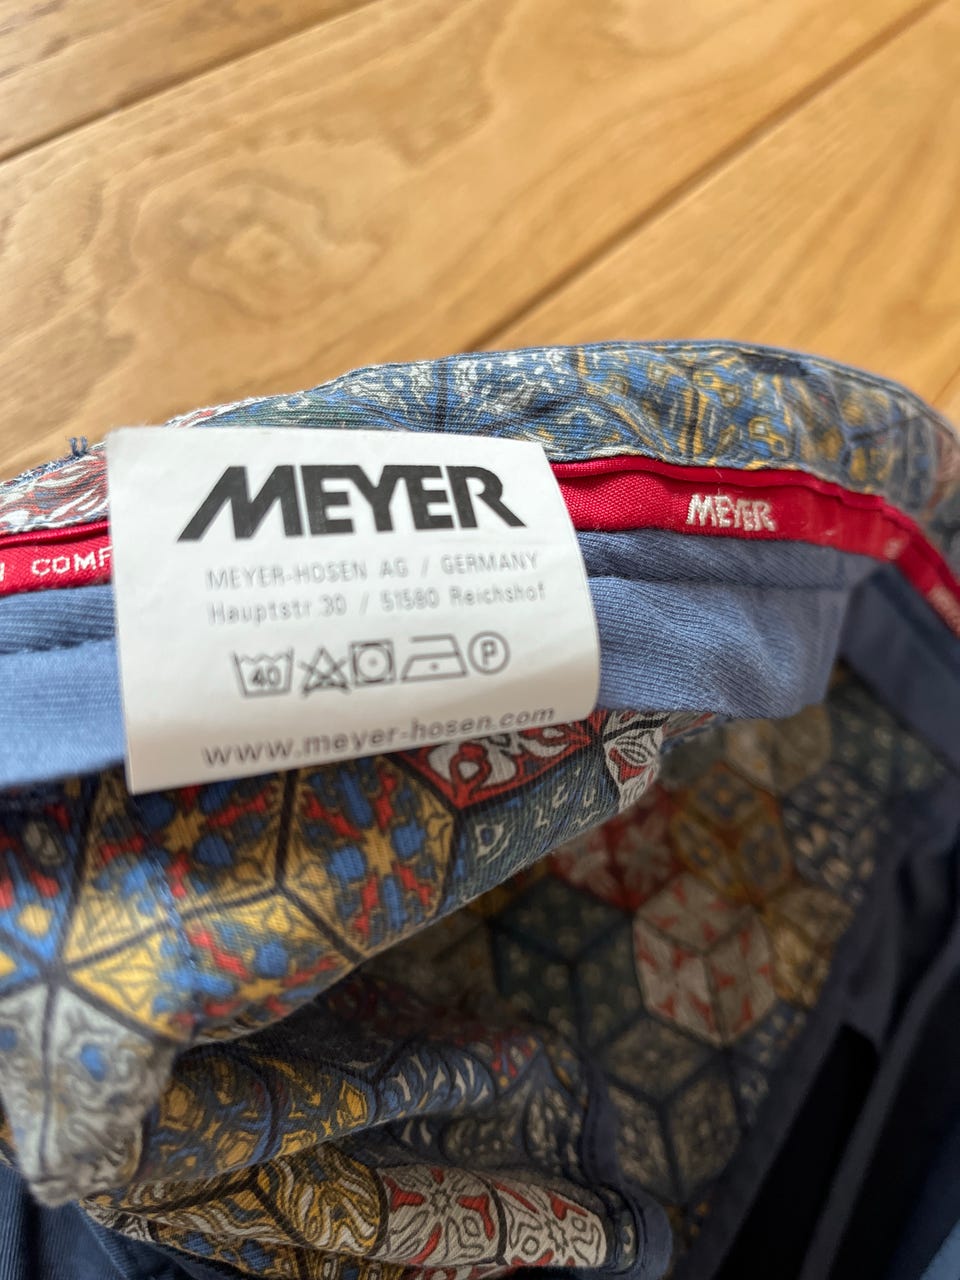 MEYER
MEYER-HOSEN AG / GERMANY
Hauptstr.30 / 51580 Reichshof
40 P
www.meyer-hosen.com
COMF
MEYER